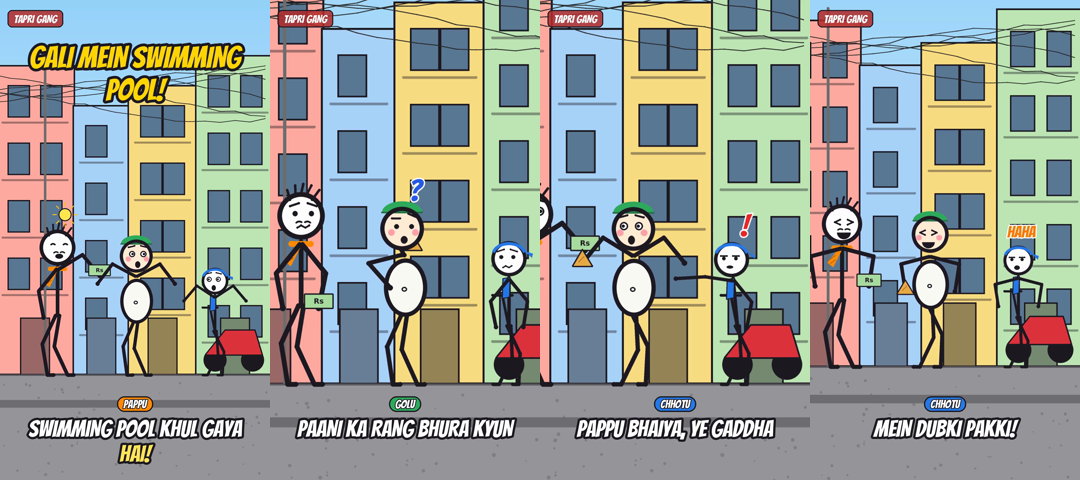 TAPRI GANG
GALI MEIN SWIMMING
POOL!
Rs
PAPPU
SWIMMING POOL KHUL GAYA
HAI!
TAPRI GANG
?
Rs
GOLU
PAANI KA RANG BHURA KYUN
TAPRI GANG
Rs
!
CHHOTU
PAPPU BHAIYA, YE GADDHA
TAPRI GANG
HAHA
Rs
CHHOTU
MEIN DUBKI PAKKI!